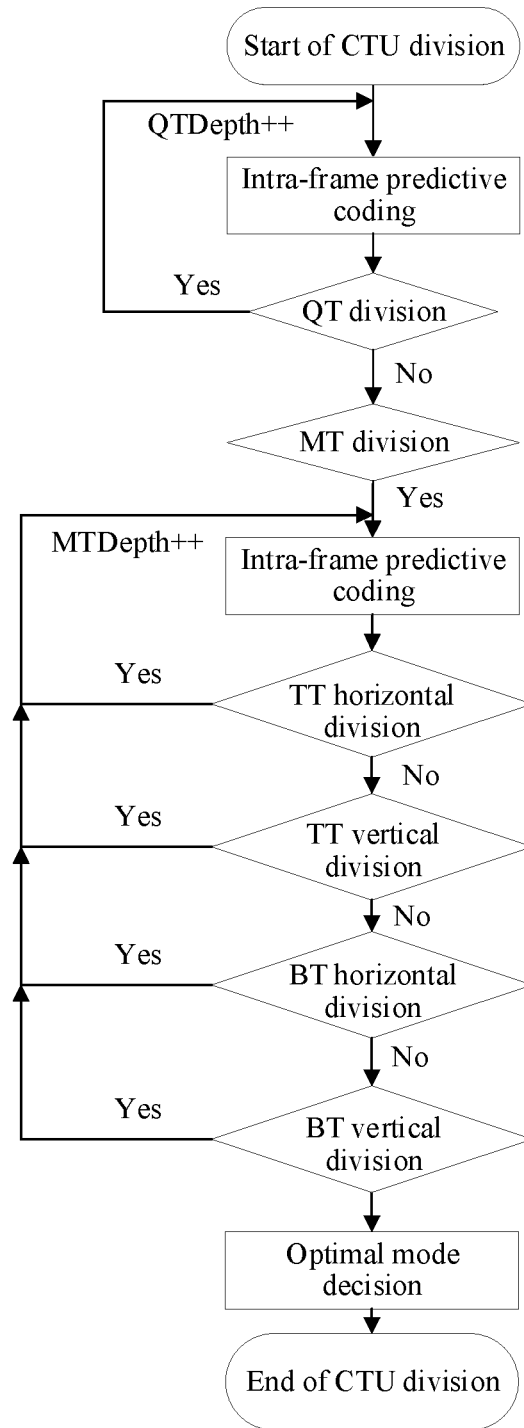 Start of CTU division
QTDepth++
Intra-frame predictive
coding
Yes
QT division
No
MT division
Yes
MTDepth++
Intra-frame predictive
coding
Yes
TT horizontal
division
No
Yes
TT vertical
division
No
Yes
BT horizontal
division
No
Yes
BT vertical
division
Optimal mode
decision
End of CTU division